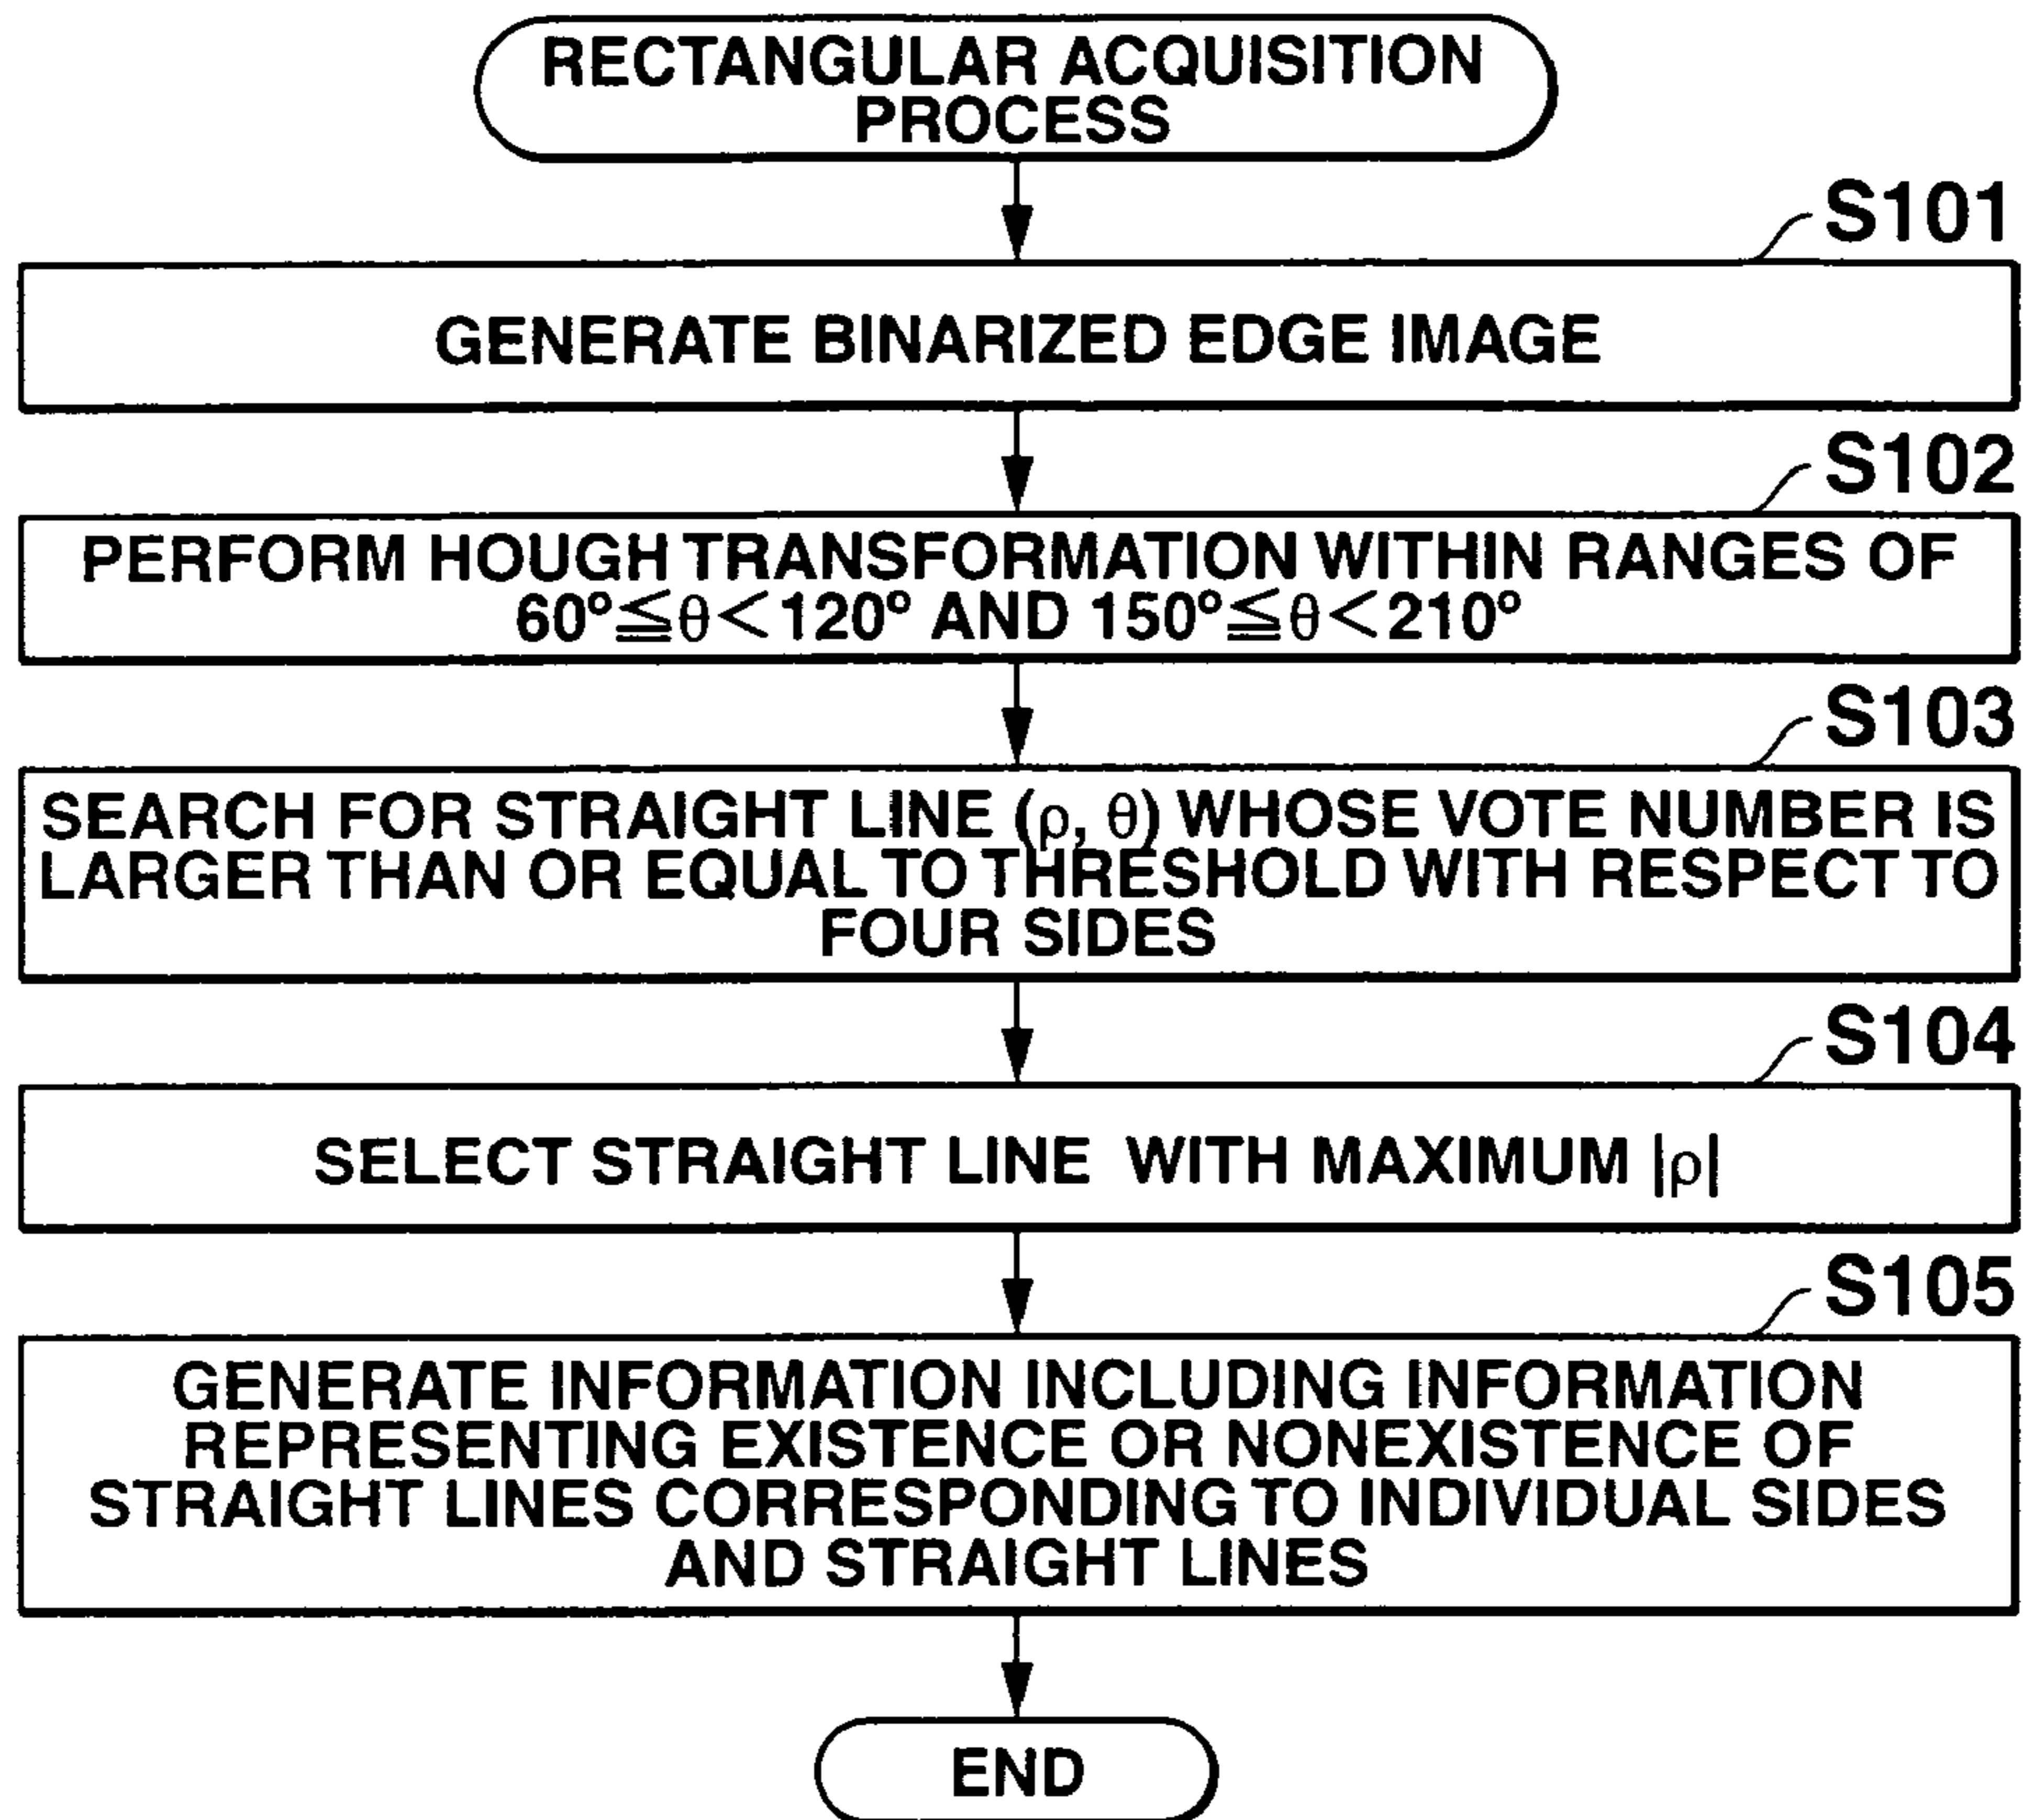 RECTANGULAR ACQUISITION
PROCESS
S101
GENERATE BINARIZED EDGE IMAGE
S102
PERFORM HOUGH TRANSFORMATION WITHIN RANGES OF
60°≦θ<120° AND 150°≦θ<210°
S103
SEARCH FOR STRAIGHT LINE (ρ, θ) WHOSE VOTE NUMBER IS
LARGER THAN OR EQUAL TO THRESHOLD WITH RESPECT TO
FOUR SIDES
S104
SELECT STRAIGHT LINE WITH MAXIMUM |ρ|
S105
GENERATE INFORMATION INCLUDING INFORMATION
REPRESENTING EXISTENCE OR NONEXISTENCE OF
STRAIGHT LINES CORRESPONDING TO INDIVIDUAL SIDES
AND STRAIGHT LINES
END